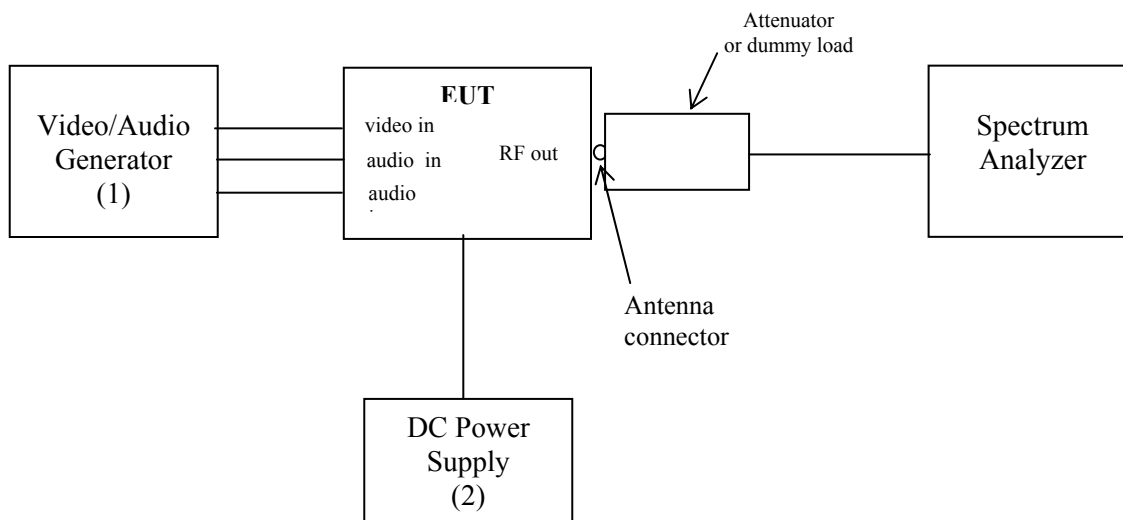 Attenuator
or dummy load
EUT
Video/Audio
Generator
(1)
video in
audio in
audio
RF out
Spectrum
Analyzer
Antenna
connector
DC Power
Supply
(2)